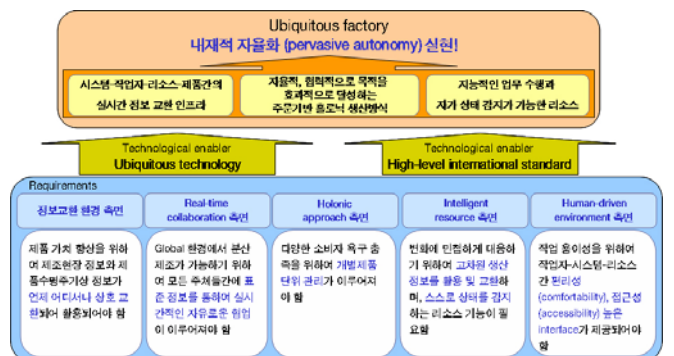 Ubiquitous factory
내재적 자율화 (pervasive autonomy) 실현!
시스템-작업자-리소스-제품간의
실시간 정보 교환 인프라
자율적, 협력적으로 목적을
효과적으로 달성하는
주문기반 홀로닉 생산방식
지능적인 업무 수행과
자가 상태 감지가 가능한 리소스
Technological enabler
Ubiquitous technology
Technological enabler
High-level international standard
Requirements
정보교환 환경 측면
제품 가치 향상을 위하
여 제조현장 정보와 제
품수명주기상 정보가
언제 어디서나 상호 교
환되어 활용되어야 함
Real-time
collaboration 측면
Global 환경에서 분산
제조가 가능하기 위하
여 모든 주체들간에 표
준 정보를 통하여 실시
간적인 자유로운 협업
이 이루어져야 함
Holonic
approach 측면
다양한 소비자 욕구 충
족을 위하여 개별제품
단위 관리가 이루어져
야 함
Intelligent
resource 측면
변화에 민첩하게 대응하
기 위하여 고차원 생산
정보를 활용 및 교환하
며, 스스로 상태를 감지
하는 리소스 기능이 필
요함
Human-driven
environment 측면
작업 용이성을 위하여
작업자-시스템-리소스
간 편리성
(comfortability), 접근성
(accessibility) 높은
interface가 제공되어야
함